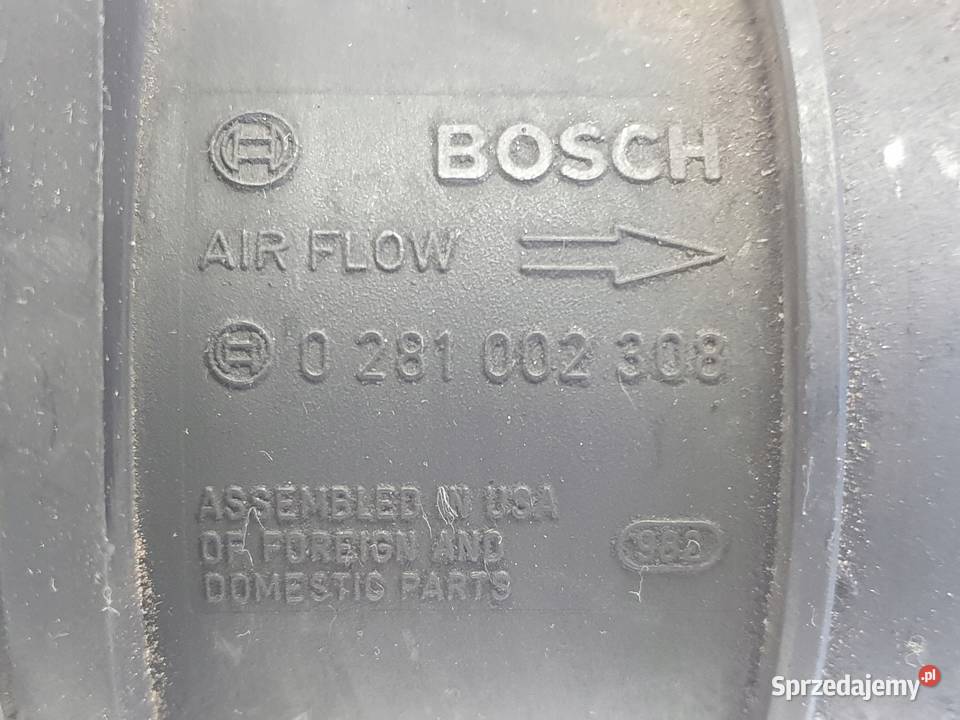 BOSCH
AIR FLOW
0 281 002 308
ASSEMBLED IN USA
OF FOREIGN AND
DOMESTIC PARTS
Sprzedajemy.pl